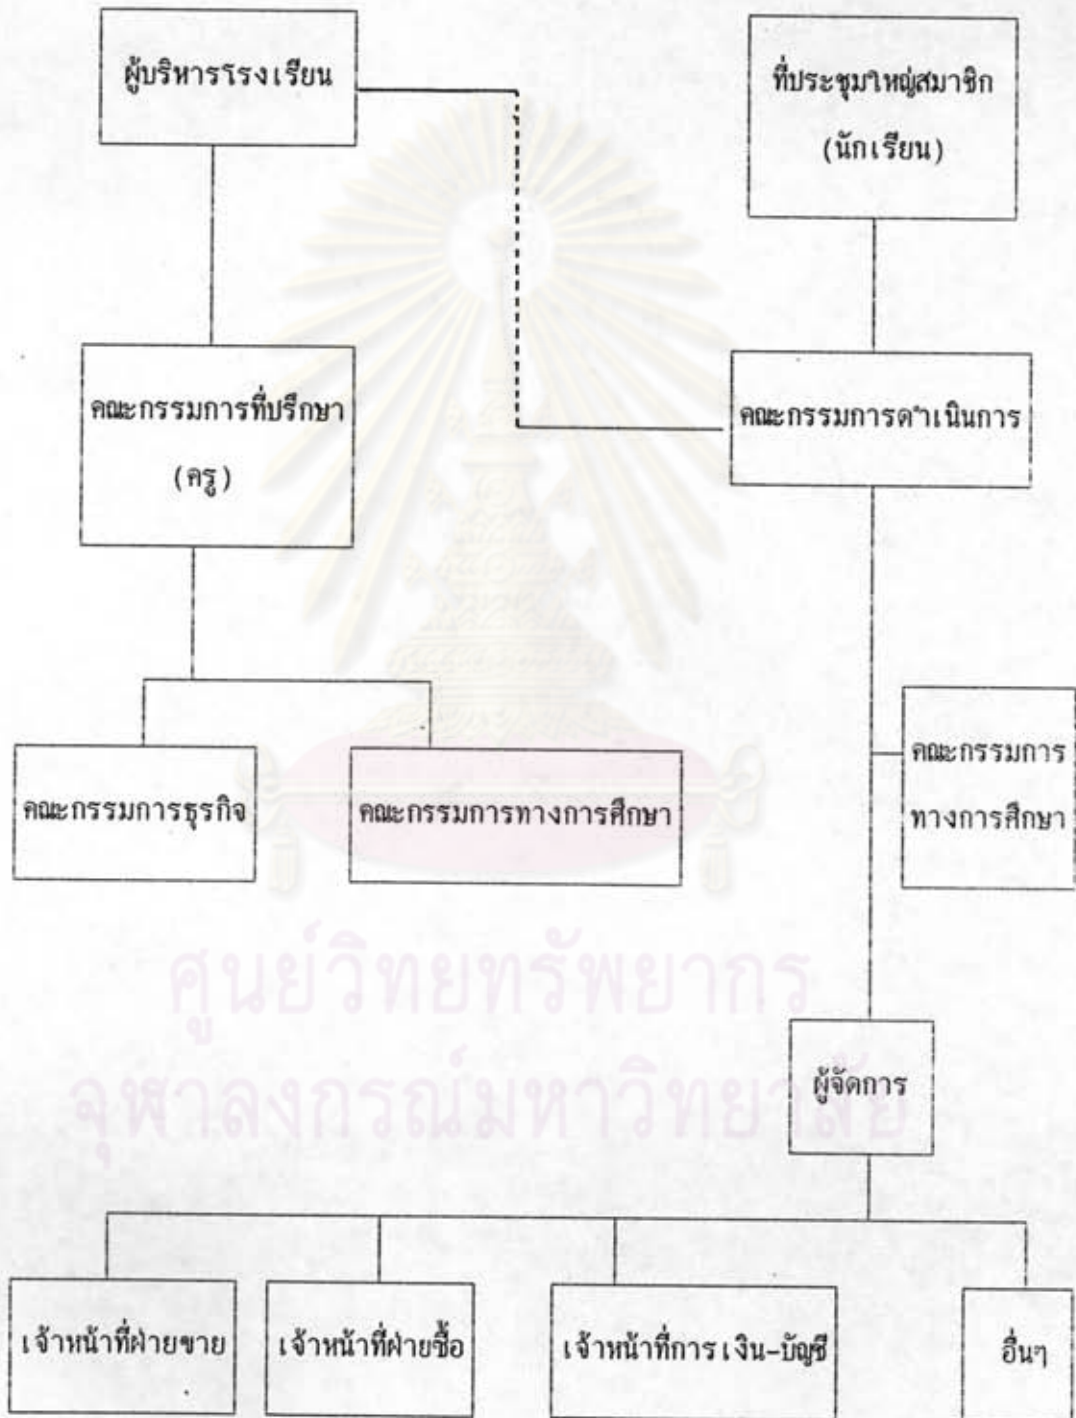 ผู้บริหารโรงเรียน
ที่ประชุมใหญ่สมาชิก
(นักเรียน)
คณะกรรมการที่ปรึกษา
(ครู)
คณะกรรมการดำเนินการ
คณะกรรมการธุรกิจ
คณะกรรมการทางการศึกษา
คณะกรรมการ
ทางการศึกษา
ศูนย์วิทยทรัพยากร
จุฬาลงกรณ์มหาวิทยาลัย
ผู้จัดการ
เจ้าหน้าที่ฝ่ายขาย
เจ้าหน้าที่ฝ่ายซื้อ
เจ้าหน้าที่การเงิน-บัญชี
อื่นๆ